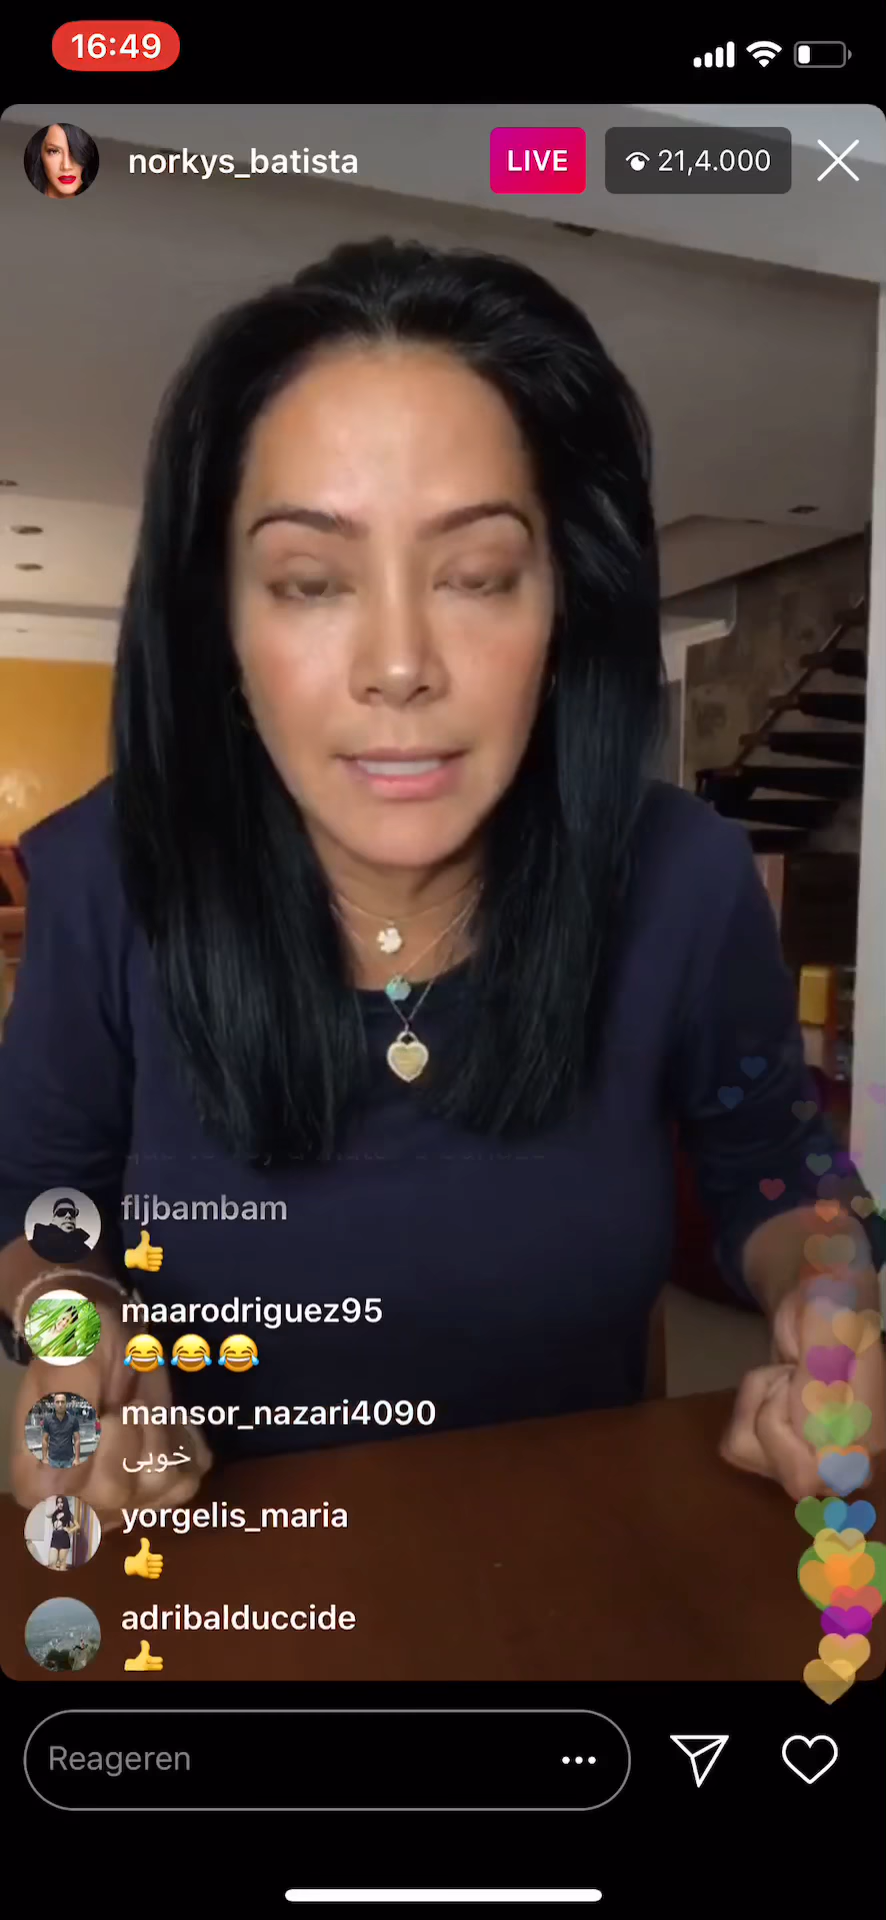 16:49
norkys_batista
LIVE
21,4.000
fljbambam
👍
maarodriguez95
😂😂😂
mansor_nazari4090
خوبی
yorgelis_maria
👍
adribalduccide
👍
Reageren